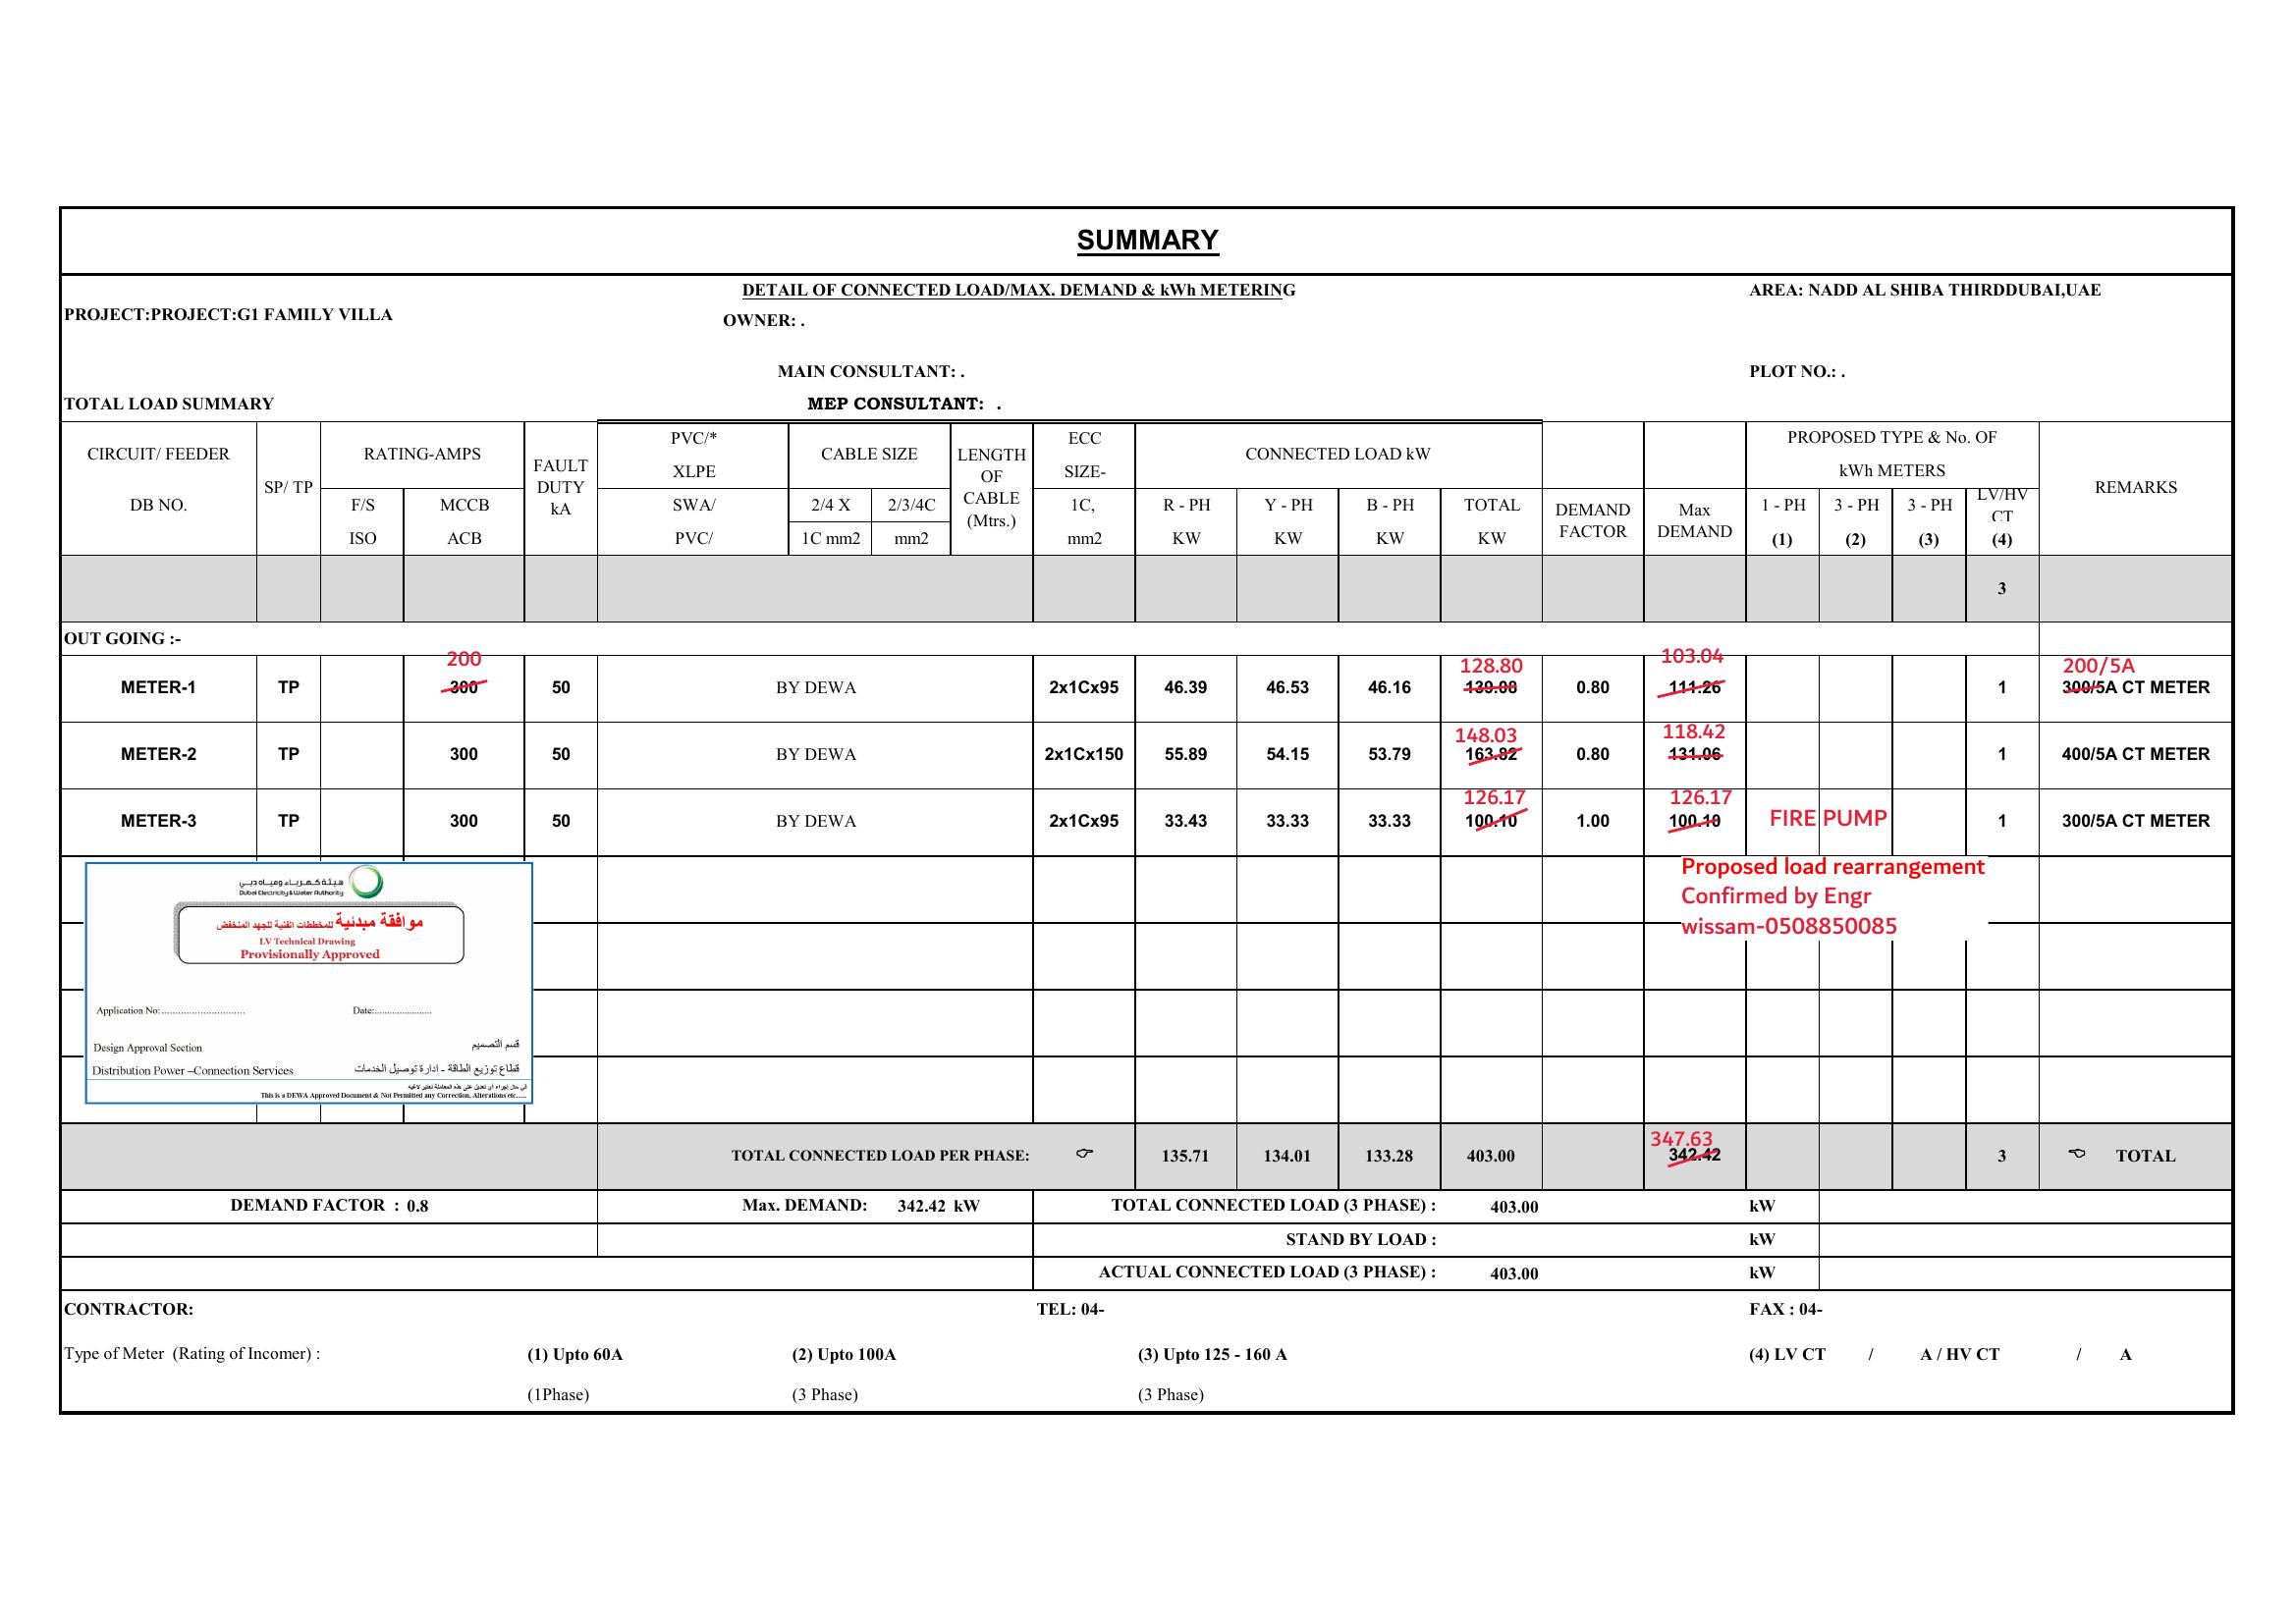 SUMMARY
DETAIL OF CONNECTED LOAD/MAX. DEMAND & kWh METERING
AREA: NADD AL SHIBA THIRDDUBAI,UAE
PROJECT:PROJECT:G1 FAMILY VILLA
OWNER: .
MAIN CONSULTANT: .
PLOT NO.: .
TOTAL LOAD SUMMARY
MEP CONSULTANT: .
CIRCUIT/ FEEDER
DB NO.
SP/ TP
RATING-AMPS
F/S
ISO
MCCB
ACB
FAULT
DUTY
kA
PVC/*
XLPE
SWA/
PVC/
CABLE SIZE
2/4 X
1C mm2
2/3/4C
mm2
LENGTH
OF
CABLE
(Mtrs.)
ECC
SIZE-
1C,
mm2
CONNECTED LOAD kW
R - PH
KW
Y - PH
KW
B - PH
KW
TOTAL
KW
DEMAND
FACTOR
Max
DEMAND
PROPOSED TYPE & No. OF
kWh METERS
1 - PH
(1)
3 - PH
(2)
3 - PH
(3)
LV/HV
CT
(4)
REMARKS
3
OUT GOING :-
200 128.80 103.04 200/5A
METER-1 TP 300 50 BY DEWA 2x1Cx95 46.39 46.53 46.16 139.08 0.80 111.26 1 300/5A CT METER
148.03 118.42
METER-2 TP 300 50 BY DEWA 2x1Cx150 55.89 54.15 53.79 163.82 0.80 131.06 1 400/5A CT METER
126.17 126.17
METER-3 TP 300 50 BY DEWA 2x1Cx95 33.43 33.33 33.33 100.10 1.00 100.10 FIRE PUMP 1 300/5A CT METER
Proposed load rearrangement
Confirmed by Engr
wissam-0508850085
هيئة كهرباء ومياه دبي
Dubai Electricity & Water Authority
موافقة مبدئية للمخططات الفنية للجهد المنخفض
LV Technical Drawing
Provisionally Approved
Application No:............................. Date:......................
Design Approval Section قسم التصميم
Distribution Power –Connection Services قطاع توزيع الطاقة - ادارة توصيل الخدمات
في حال إجراء أي تعديل على هذه المعاملة تعتبر لاغيه
This is a DEWA Approved Document & Not Permitted any Correction, Alterations etc.....
347.63
TOTAL CONNECTED LOAD PER PHASE: 135.71 134.01 133.28 403.00 342.42 3 TOTAL
DEMAND FACTOR : 0.8 Max. DEMAND: 342.42 kW TOTAL CONNECTED LOAD (3 PHASE) : 403.00 kW
STAND BY LOAD : kW
ACTUAL CONNECTED LOAD (3 PHASE) : 403.00 kW
CONTRACTOR: TEL: 04- FAX : 04-
Type of Meter (Rating of Incomer) : (1) Upto 60A (2) Upto 100A (3) Upto 125 - 160 A (4) LV CT / A / HV CT / A
(1Phase) (3 Phase) (3 Phase)